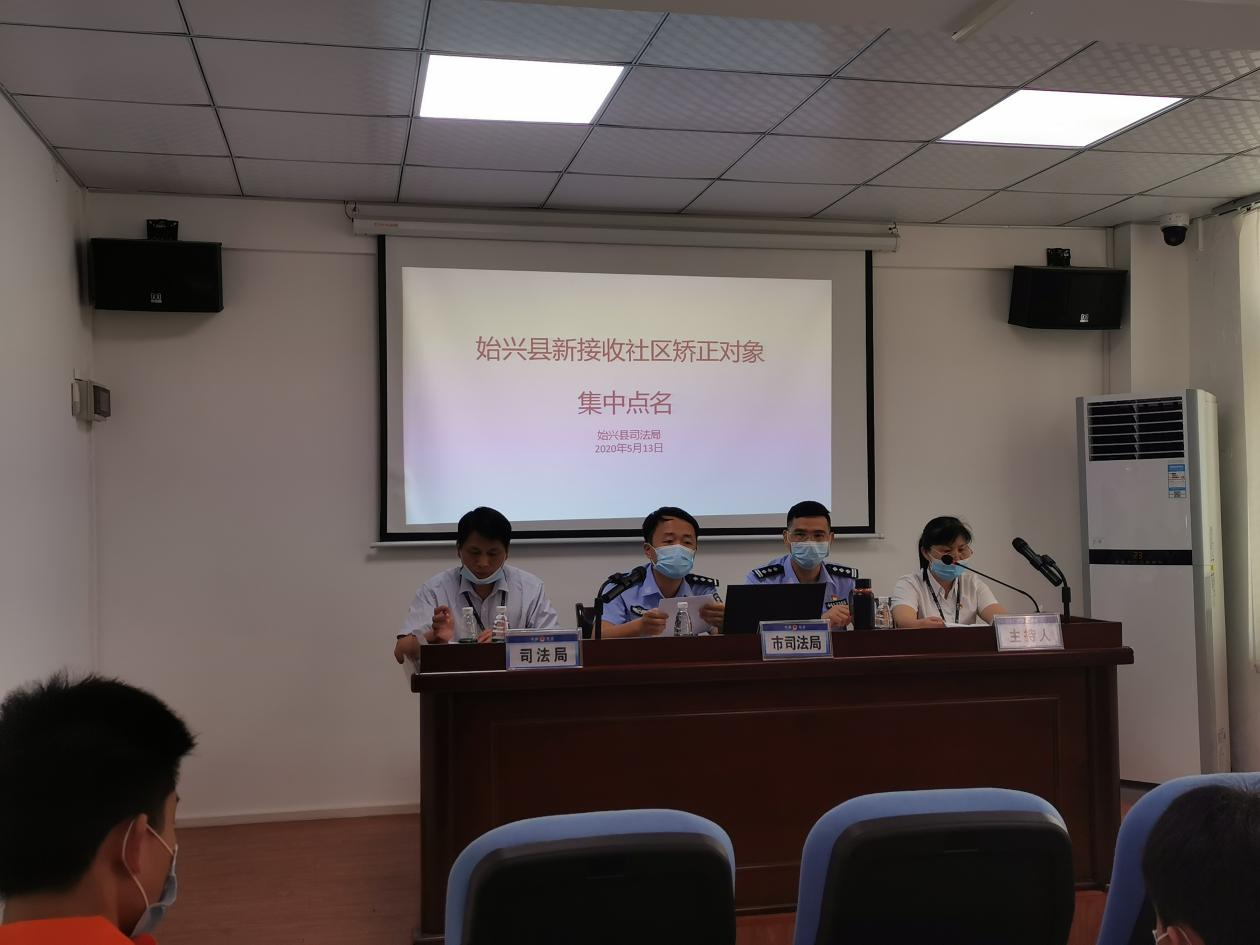 始兴县新接收社区矫正对象
集中点名
始兴县司法局
2020年5月13日
司法局
市司法局
主持人
23